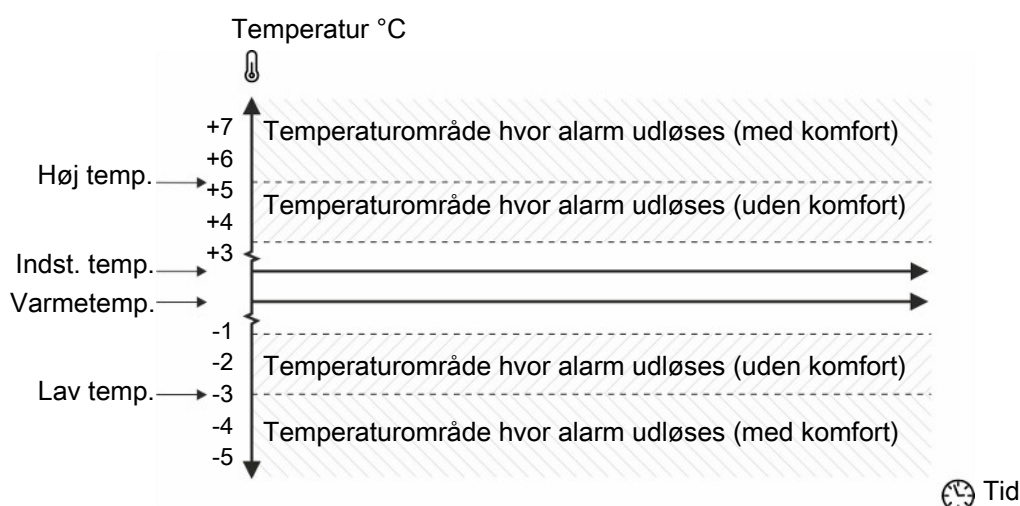 Temperatur °C
+7 Temperaturområde hvor alarm udløses (med komfort)
+6
Høj temp.
+5
Temperaturområde hvor alarm udløses (uden komfort)
+4
+3
Indst. temp.
Varmetemp.
-1
-2 Temperaturområde hvor alarm udløses (uden komfort)
Lav temp. -3
-4 Temperaturområde hvor alarm udløses (med komfort)
-5
Tid